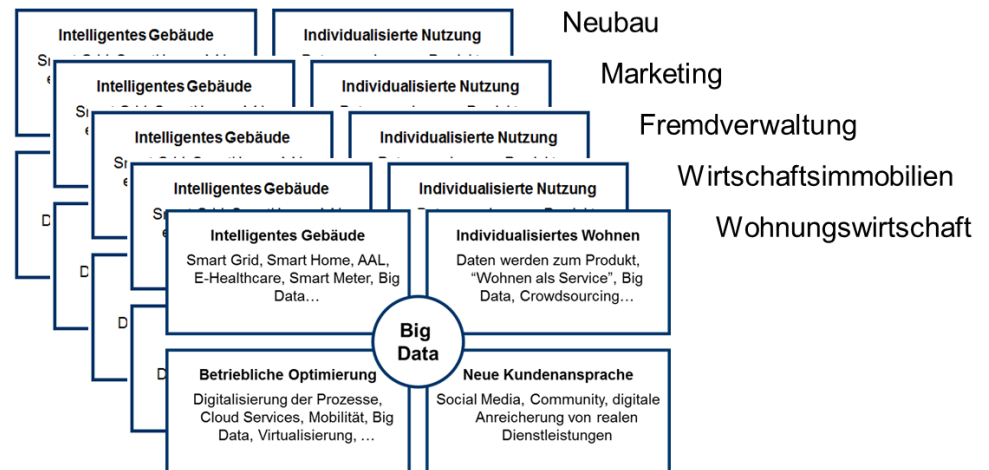 Neubau
Intelligentes Gebäude
Individualisierte Nutzung
Marketing
Intelligentes Gebäude
Individualisierte Nutzung
Fremdverwaltung
Intelligentes Gebäude
Individualisierte Nutzung
Wirtschaftsimmobilien
Intelligentes Gebäude
Individualisierte Nutzung
Wohnungswirtschaft
Intelligentes Gebäude
Smart Grid, Smart Home, AAL,
E-Healthcare, Smart Meter, Big
Data…
Individualisiertes Wohnen
Daten werden zum Produkt,
“Wohnen als Service”, Big
Data, Crowdsourcing…
Big
Data
Betriebliche Optimierung
Digitalisierung der Prozesse,
Cloud Services, Mobilität, Big
Data, Virtualisierung, …
Neue Kundenansprache
Social Media, Community, digitale
Anreicherung von realen
Dienstleistungen